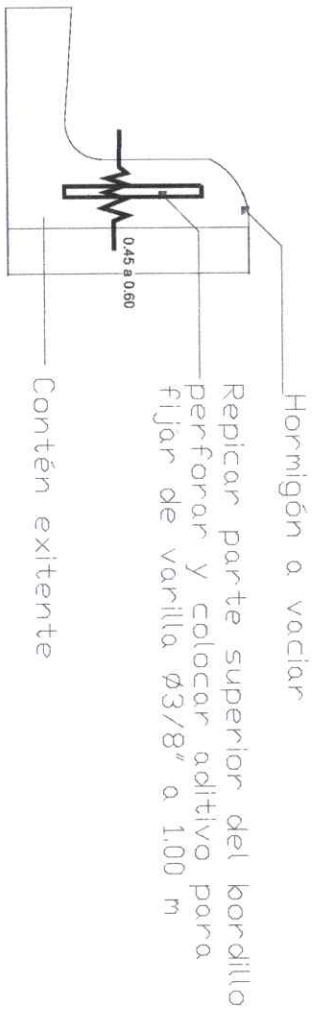 Hormigón a vaciar
Repicar parte superior del bordillo
perforar y colocar aditivo para
fijar de varilla Ø3/8" a 1.00 m
0.45 a 0.60
Contén exitente